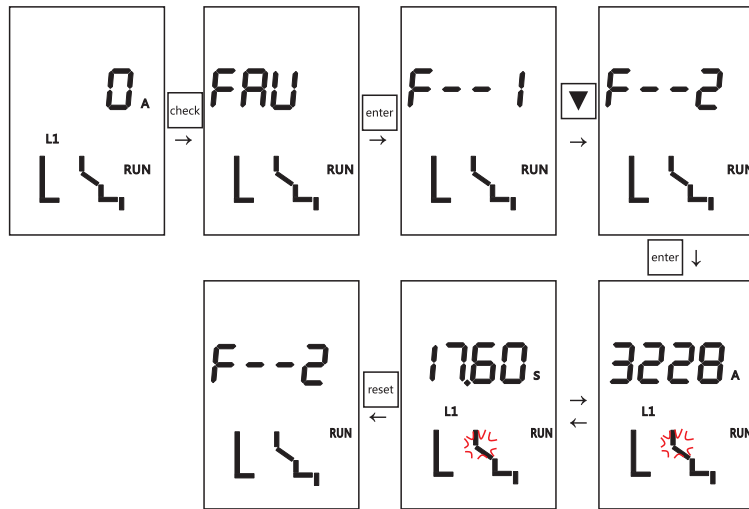 0 A
L1
RUN
check
→
FAU
RUN
enter
→
F--1
RUN
▼
→
F--2
RUN
enter ↓
3228 A
L1
RUN
→
←
17.60 S
L1
RUN
reset
←
F--2
RUN